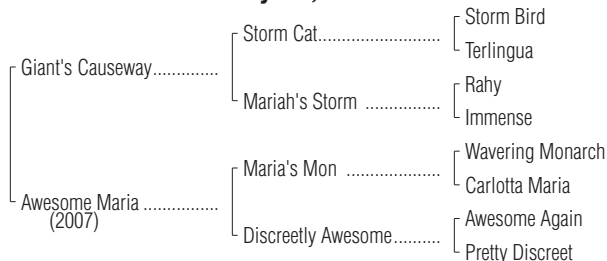 Storm Bird
Storm Cat........................
Terlingua
Giant's Causeway..............
Rahy
Mariah's Storm ................
Immense
Wavering Monarch
Maria's Mon ....................
Carlotta Maria
Awesome Maria ................
(2007)
Awesome Again
Discreetly Awesome..........
Pretty Discreet